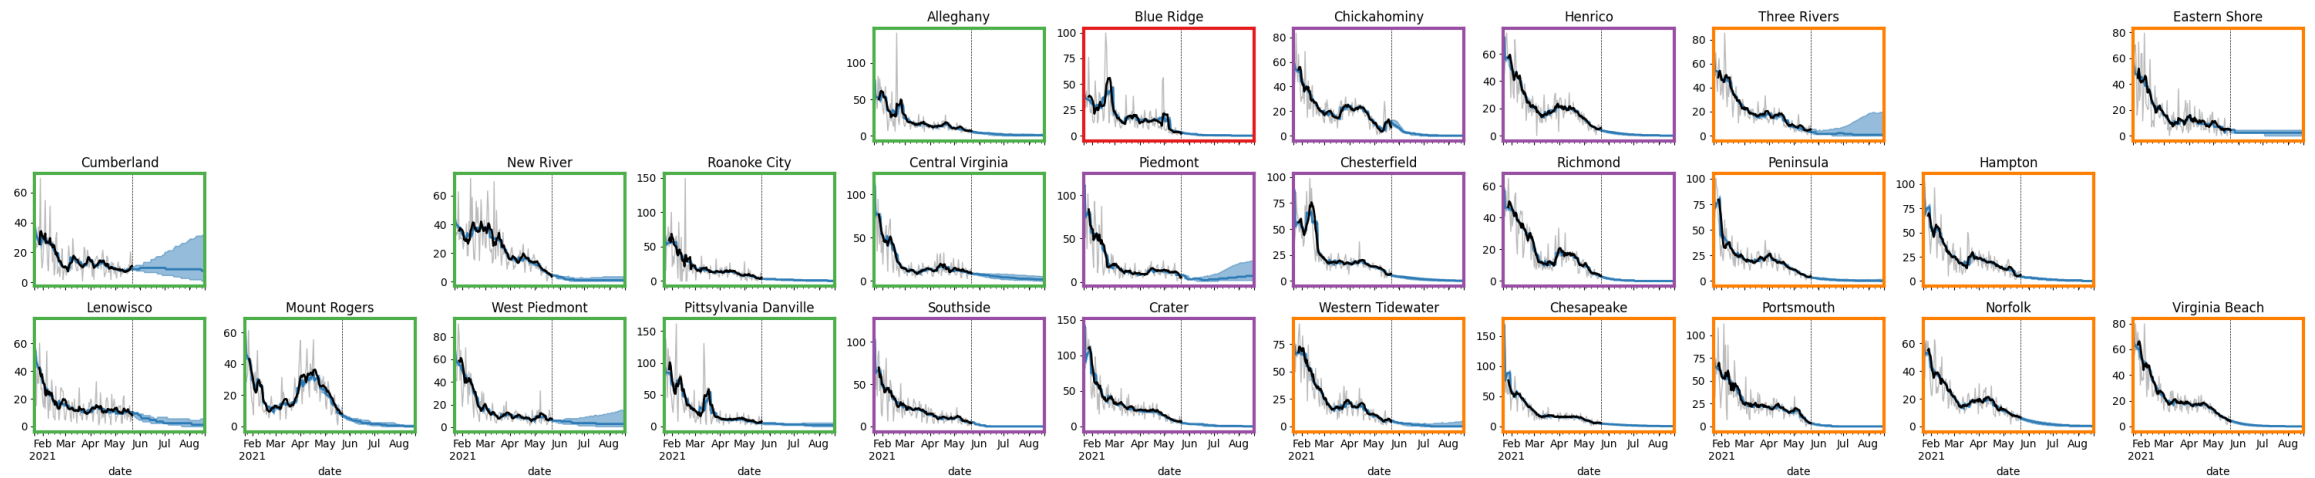 Alleghany
Blue Ridge
Chickahominy
Henrico
Three Rivers
Eastern Shore
100
50
0
100
75
50
25
0
80
60
40
20
0
60
40
20
0
80
60
40
20
0
80
60
40
20
0
Cumberland
New River
Roanoke City
Central Virginia
Piedmont
Chesterfield
Richmond
Peninsula
Hampton
60
40
20
0
60
40
20
0
150
100
50
0
100
50
0
100
50
0
100
75
50
25
0
60
40
20
0
100
75
50
25
0
100
75
50
25
0
Lenowisco
Mount Rogers
West Piedmont
Pittsylvania Danville
Southside
Crater
Western Tidewater
Chesapeake
Portsmouth
Norfolk
Virginia Beach
60
40
20
0
60
40
20
0
80
60
40
20
0
150
100
50
0
100
50
0
150
100
50
0
75
50
25
0
150
100
50
0
100
75
50
25
0
60
40
20
0
80
60
40
20
0
Feb Mar Apr May Jun Jul Aug
2021
date
Feb Mar Apr May Jun Jul Aug
2021
date
Feb Mar Apr May Jun Jul Aug
2021
date
Feb Mar Apr May Jun Jul Aug
2021
date
Feb Mar Apr May Jun Jul Aug
2021
date
Feb Mar Apr May Jun Jul Aug
2021
date
Feb Mar Apr May Jun Jul Aug
2021
date
Feb Mar Apr May Jun Jul Aug
2021
date
Feb Mar Apr May Jun Jul Aug
2021
date
Feb Mar Apr May Jun Jul Aug
2021
date
Feb Mar Apr May Jun Jul Aug
2021
date